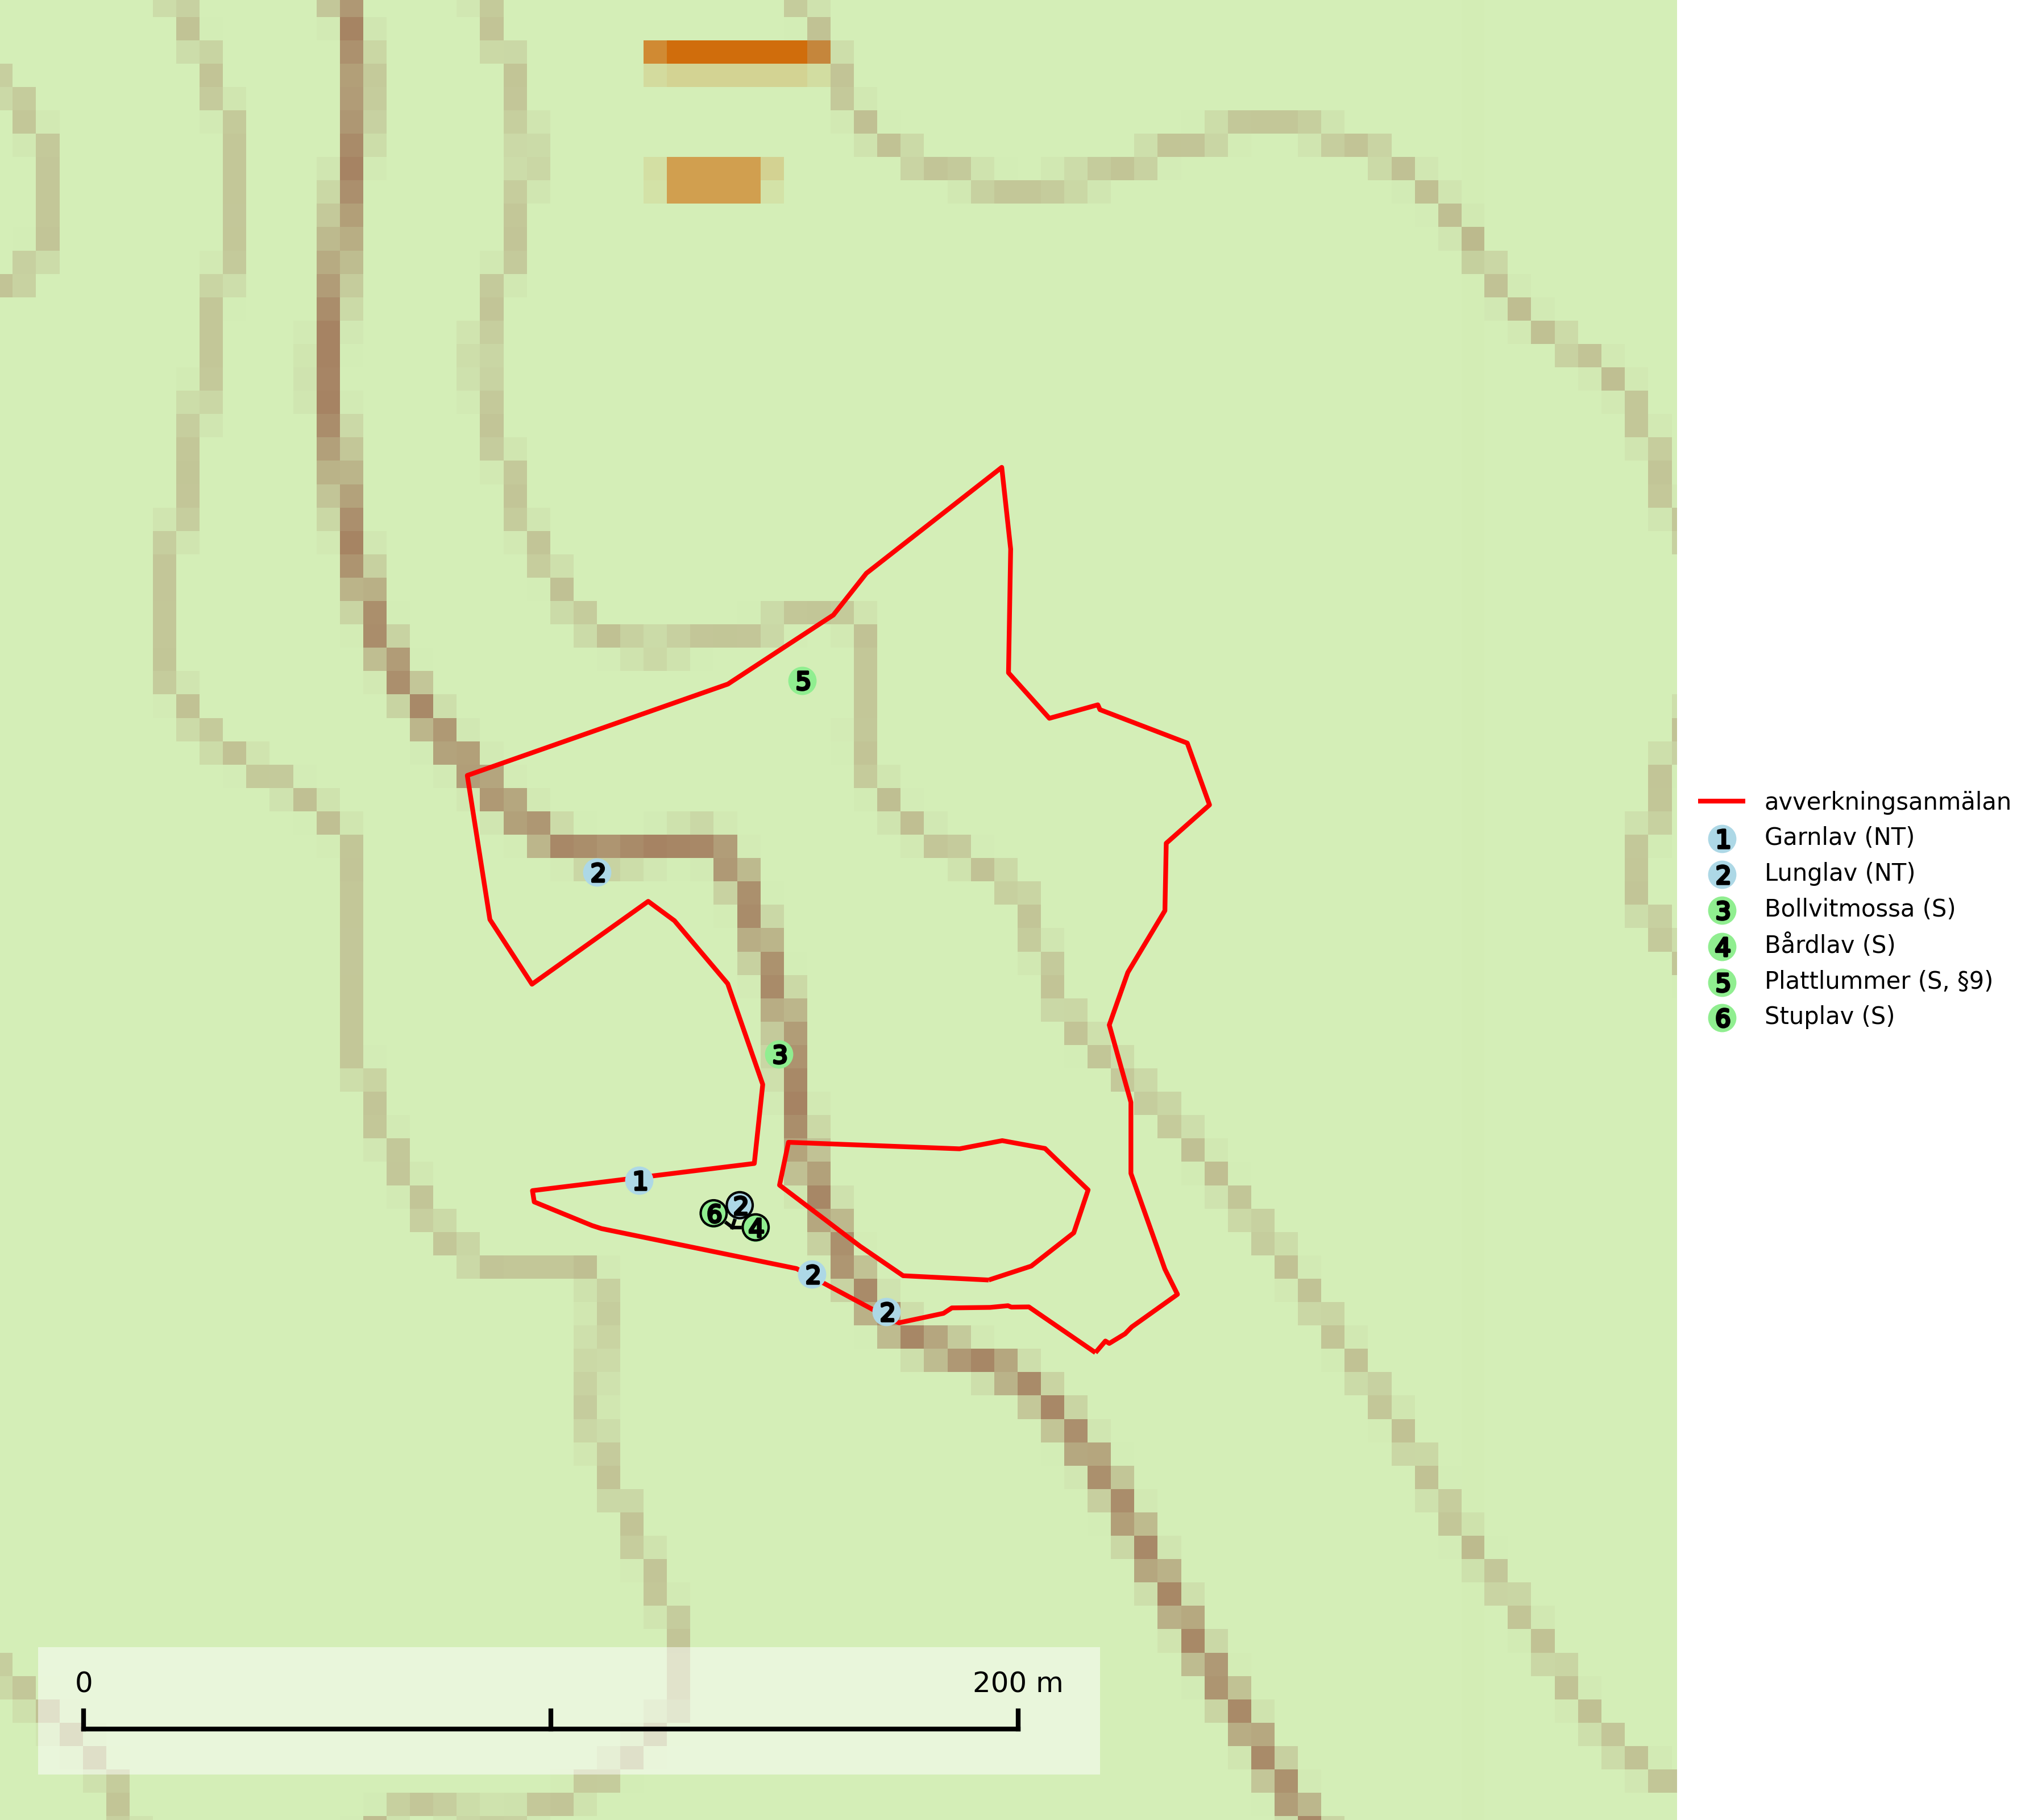 5
2
3
1
2
6
4
2
2
avverkningsanmälan
1 Garnlav (NT)
2 Lunglav (NT)
3 Bollvitmossa (S)
4 Bårdlav (S)
5 Plattlummer (S, §9)
6 Stuplav (S)
0 200 m